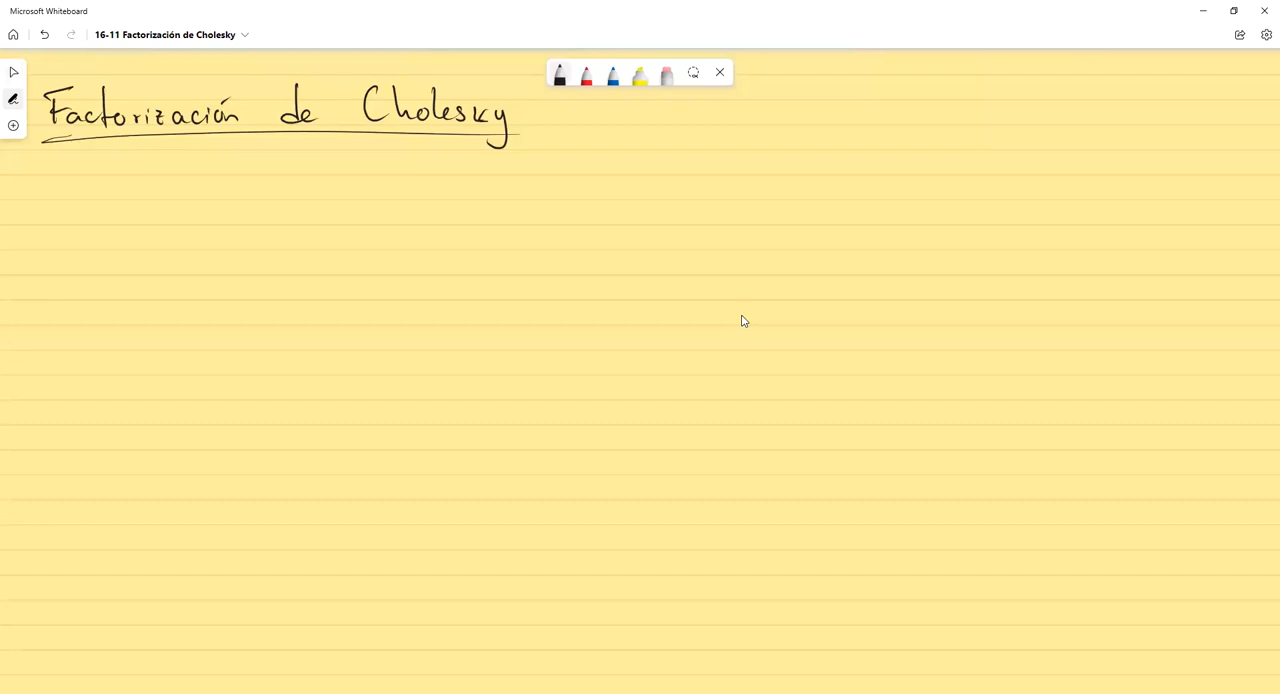 Microsoft Whiteboard
16-11 Factorización de Cholesky
Factorización de Cholesky